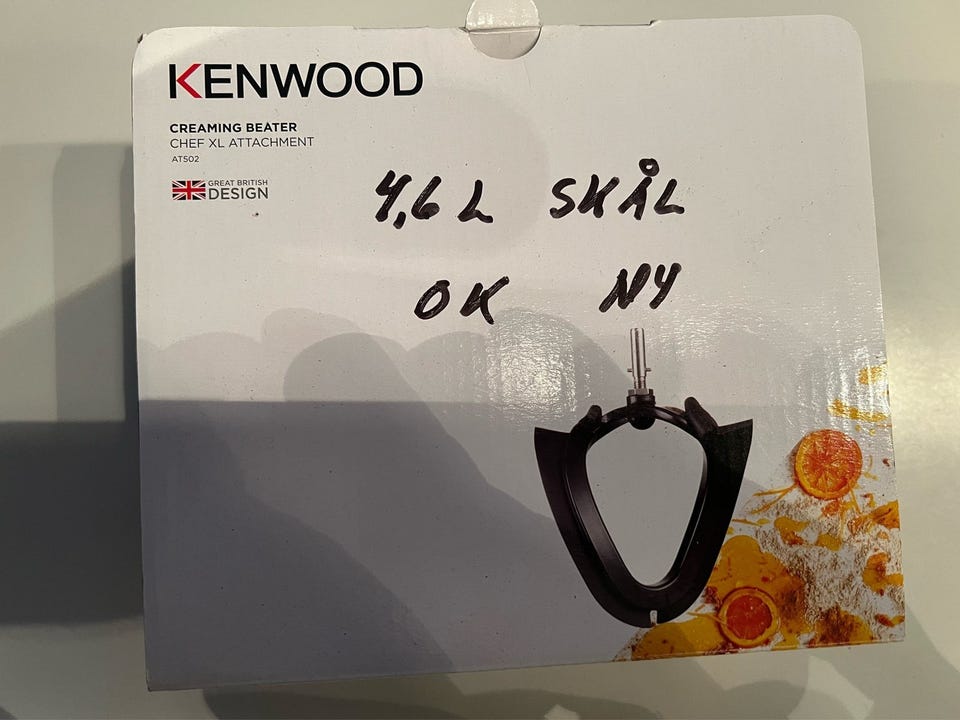 KENWOOD
CREAMING BEATER
CHEF XL ATTACHMENT
AT502
GREAT BRITISH
DESIGN
4,6 L SKÅL
OK NY